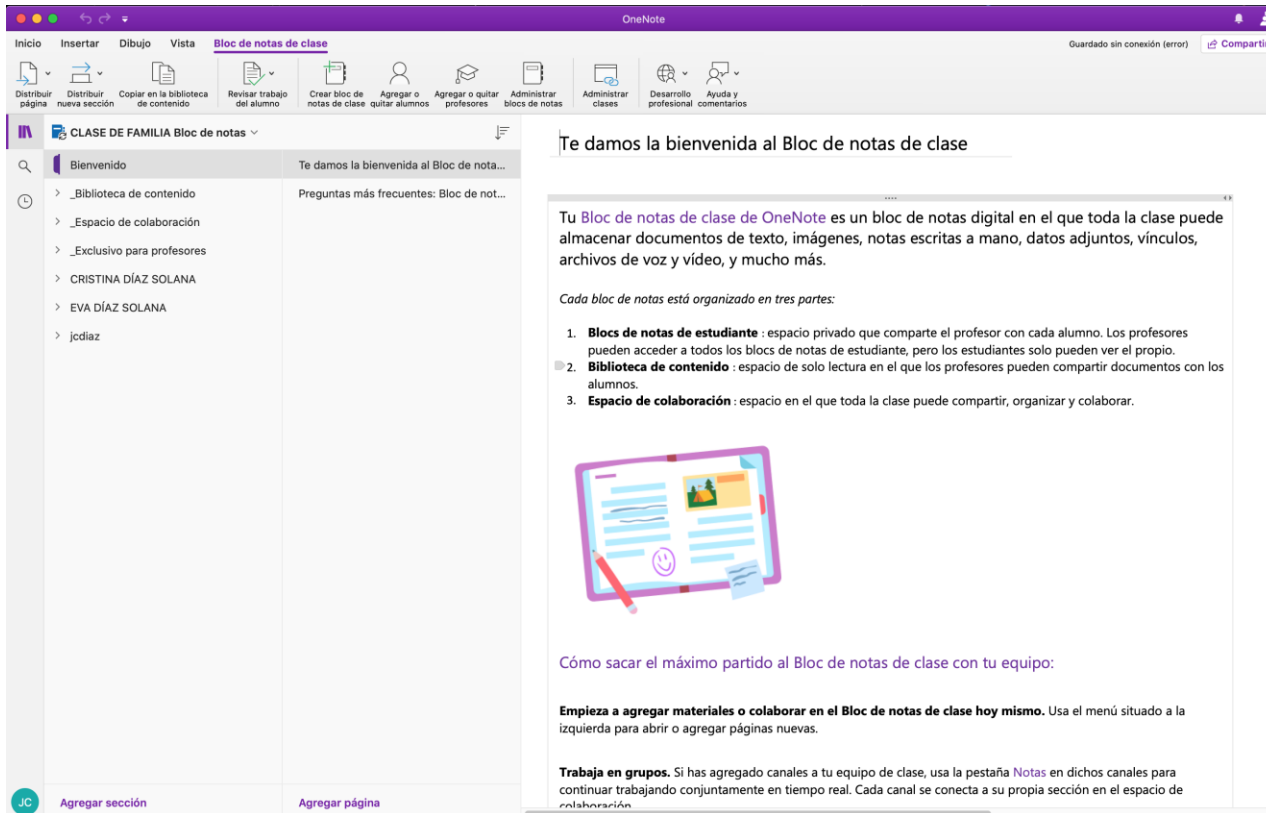 OneNote
Inicio Insertar Dibujo Vista Bloc de notas de clase
Guardado sin conexión (error) Compartir
Distribuir página
Distribuir nueva sección
Copiar en la biblioteca de contenido
Revisar trabajo del alumno
Crear bloc de notas de clase
Agregar o quitar alumnos
Agregar o quitar profesores
Administrar blocs de notas
Administrar clases
Desarrollo profesional
Ayuda y comentarios
CLASE DE FAMILIA Bloc de notas
Bienvenido
_Biblioteca de contenido
_Espacio de colaboración
_Exclusivo para profesores
CRISTINA DÍAZ SOLANA
EVA DÍAZ SOLANA
jcdiaz
JC
Agregar sección
Te damos la bienvenida al Bloc de nota...
Preguntas más frecuentes: Bloc de not...
Agregar página
Te damos la bienvenida al Bloc de notas de clase
Tu Bloc de notas de clase de OneNote es un bloc de notas digital en el que toda la clase puede
almacenar documentos de texto, imágenes, notas escritas a mano, datos adjuntos, vínculos,
archivos de voz y vídeo, y mucho más.
Cada bloc de notas está organizado en tres partes:
1. Blocs de notas de estudiante : espacio privado que comparte el profesor con cada alumno. Los profesores
pueden acceder a todos los blocs de notas de estudiante, pero los estudiantes solo pueden ver el propio.
2. Biblioteca de contenido : espacio de solo lectura en el que los profesores pueden compartir documentos con los
alumnos.
3. Espacio de colaboración : espacio en el que toda la clase puede compartir, organizar y colaborar.
Cómo sacar el máximo partido al Bloc de notas de clase con tu equipo:
Empieza a agregar materiales o colaborar en el Bloc de notas de clase hoy mismo. Usa el menú situado a la
izquierda para abrir o agregar páginas nuevas.
Trabaja en grupos. Si has agregado canales a tu equipo de clase, usa la pestaña Notas en dichos canales para
continuar trabajando conjuntamente en tiempo real. Cada canal se conecta a su propia sección en el espacio de
colaboración.